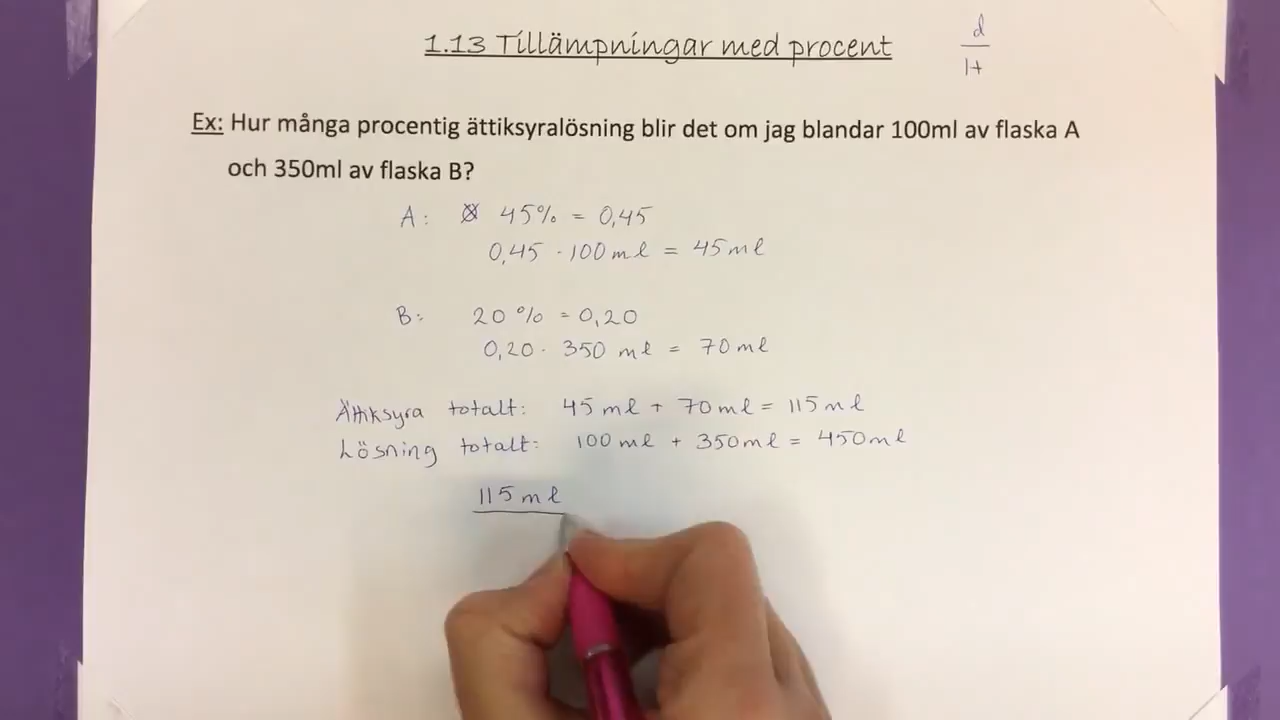 1.13 Tillämpningar med procent
d
1+
Ex: Hur många procentig ättiksyralösning blir det om jag blandar 100ml av flaska A
och 350ml av flaska B?
A: 45% = 0,45
0,45 · 100 ml = 45 ml
B: 20 % = 0,20
0,20 · 350 ml = 70 ml
Ättiksyra totalt: 45 ml + 70 ml = 115 ml
Lösning totalt: 100 ml + 350 ml = 450 ml
115 ml